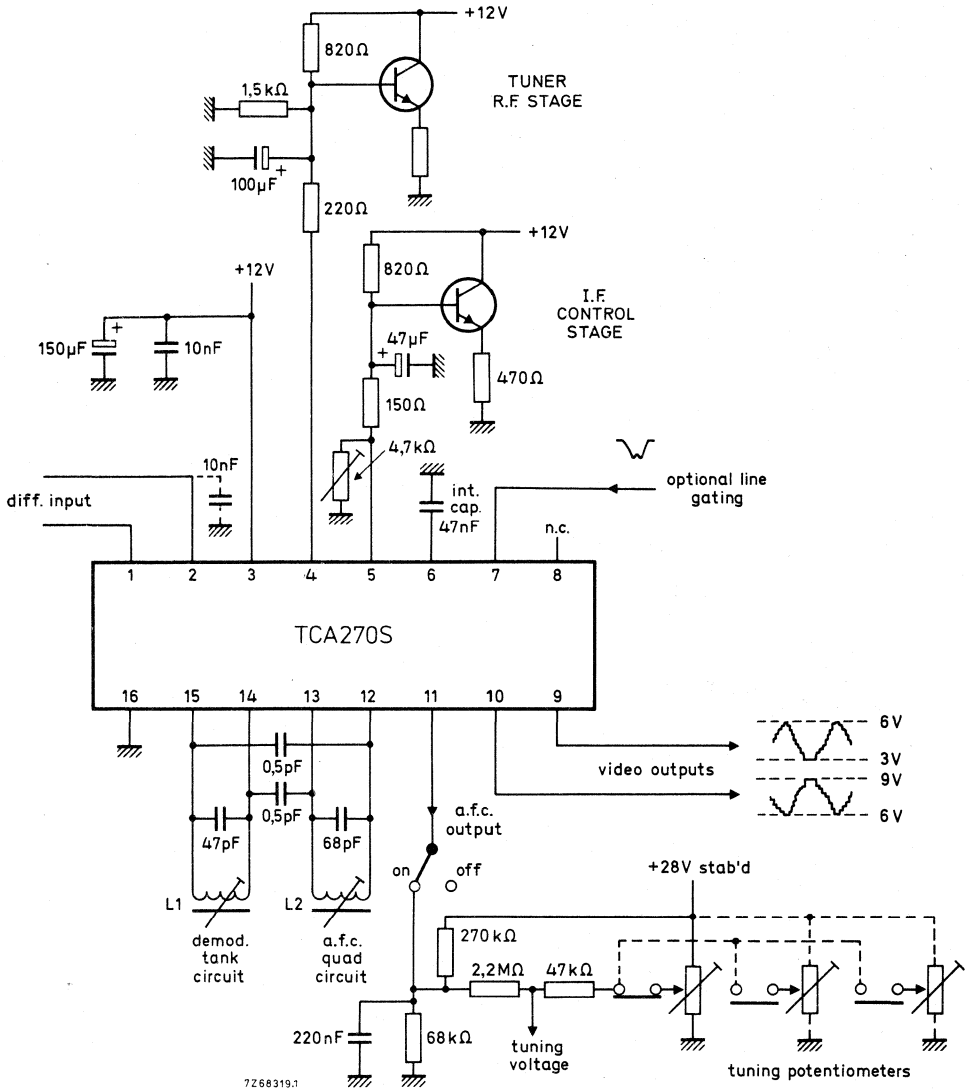 +12V
820Ω
TUNER
R.F. STAGE
1,5kΩ
100µF
+
220Ω
+12V
+12V
820Ω
I.F.
CONTROL
STAGE
+
150µF
10nF
47µF
+
470Ω
150Ω
4,7kΩ
10nF
diff. input
int.
cap.
47nF
optional line
gating
n.c.
1 2 3 4 5 6 7 8
TCA270S
16 15 14 13 12 11 10 9
6V
0,5pF
video outputs
3V
9V
0,5pF
6V
47pF
68pF
a.f.c.
output
on
off
+28V stab'd
L1
L2
demod.
tank
circuit
a.f.c.
quad
circuit
270kΩ
2,2MΩ
47kΩ
220nF
68kΩ
tuning
voltage
tuning potentiometers
7Z68319.1